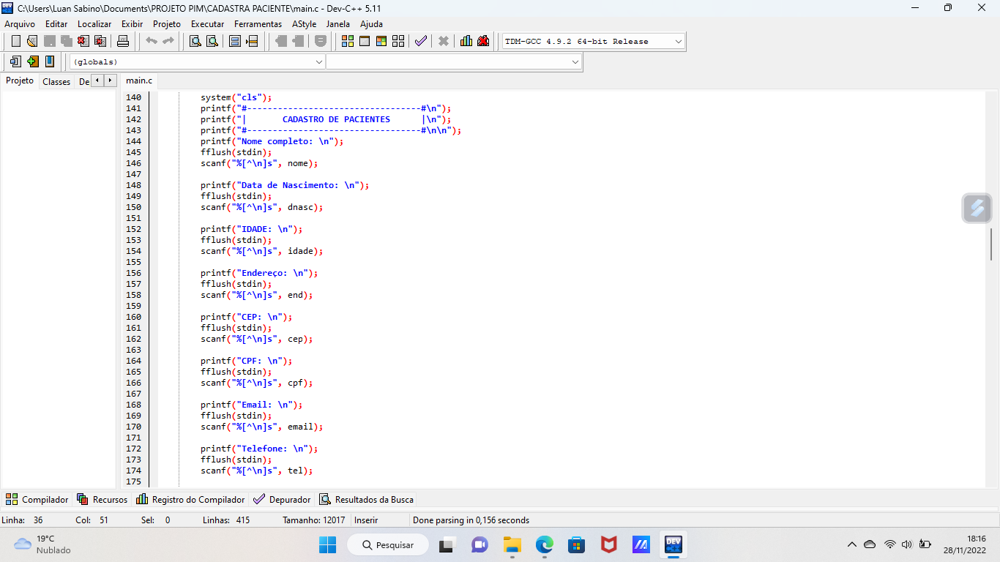 C:\Users\Luan Sabino\Documents\PROJETO PIM\CADASTRA PACIENTE\main.c - Dev-C++ 5.11
Arquivo Editar Localizar Exibir Projeto Executar Ferramentas AStyle Janela Ajuda
TDM-GCC 4.9.2 64-bit Release
(globals)
Projeto Classes De main.c
140 system("cls");
141 printf("#----------------------------------#\n");
142 printf("|       CADASTRO DE PACIENTES      |\n");
143 printf("#----------------------------------#\n\n");
144 printf("Nome completo: \n");
145 fflush(stdin);
146 scanf("%[^\n]s", nome);
147
148 printf("Data de Nascimento: \n");
149 fflush(stdin);
150 scanf("%[^\n]s", dnasc);
151
152 printf("IDADE: \n");
153 fflush(stdin);
154 scanf("%[^\n]s", idade);
155
156 printf("Endereço: \n");
157 fflush(stdin);
158 scanf("%[^\n]s", end);
159
160 printf("CEP: \n");
161 fflush(stdin);
162 scanf("%[^\n]s", cep);
163
164 printf("CPF: \n");
165 fflush(stdin);
166 scanf("%[^\n]s", cpf);
167
168 printf("Email: \n");
169 fflush(stdin);
170 scanf("%[^\n]s", email);
171
172 printf("Telefone: \n");
173 fflush(stdin);
174 scanf("%[^\n]s", tel);
175
Compilador Recursos Registro do Compilador Depurador Resultados da Busca
Linha: 36 Col: 51 Sel: 0 Linhas: 415 Tamanho: 12017 Inserir Done parsing in 0,156 seconds
19°C
Nublado
Pesquisar
DEV
18:16
28/11/2022